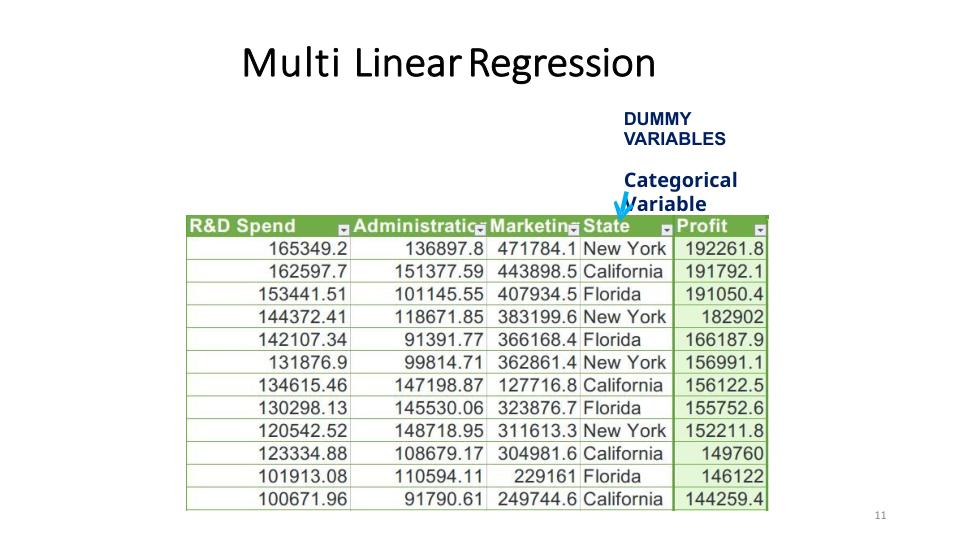 Multi Linear Regression
DUMMY
VARIABLES
Categorical
Variable
R&D Spend Administratio Marketing State Profit
165349.2 136897.8 471784.1 New York 192261.8
162597.7 151377.59 443898.5 California 191792.1
153441.51 101145.55 407934.5 Florida 191050.4
144372.41 118671.85 383199.6 New York 182902
142107.34 91391.77 366168.4 Florida 166187.9
131876.9 99814.71 362861.4 New York 156991.1
134615.46 147198.87 127716.8 California 156122.5
130298.13 145530.06 323876.7 Florida 155752.6
120542.52 148718.95 311613.3 New York 152211.8
123334.88 108679.17 304981.6 California 149760
101913.08 110594.11 229161 Florida 146122
100671.96 91790.61 249744.6 California 144259.4
11